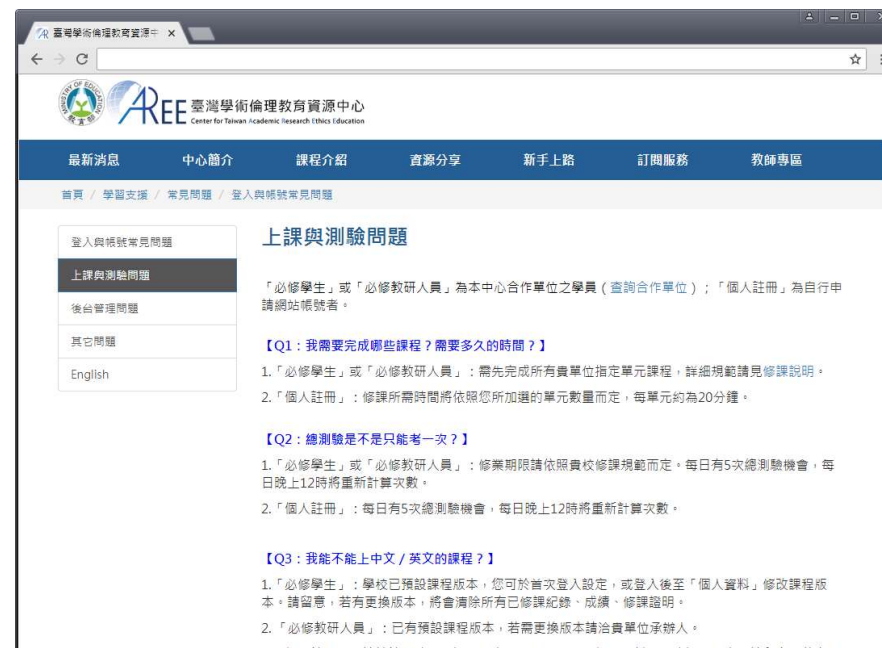 臺灣學術倫理教育資源中
AREE 臺灣學術倫理教育資源中心
Center for Taiwan Academic Research Ethics Education
最新消息 中心簡介 課程介紹 資源分享 新手上路 訂閱服務 教師專區
首頁 / 學習支援 / 常見問題 / 登入與帳號常見問題
登入與帳號常見問題
上課與測驗問題
後台管理問題
其它問題
English
上課與測驗問題
「必修學生」或「必修教研人員」為本中心合作單位之學員(查詢合作單位);「個人註冊」為自行申
請網站帳號者。
【Q1:我需要完成哪些課程?需要多久的時間?】
1.「必修學生」或「必修教研人員」:需先完成所有貴單位指定單元課程,詳細規範請見修課說明。
2.「個人註冊」:修課所需時間將依照您所加選的單元數量而定,每單元約為20分鐘。
【Q2:總測驗是不是只能考一次?】
1.「必修學生」或「必修教研人員」:修業期限請依照貴校修課規範而定。每日有5次總測驗機會,每
日晚上12時將重新計算次數。
2.「個人註冊」:每日有5次總測驗機會,每日晚上12時將重新計算次數。
【Q3:我能不能上中文 / 英文的課程?】
1.「必修學生」:學校已預設課程版本,您可於首次登入設定,或登入後至「個人資料」修改課程版
本。請留意,若有更換版本,將會清除所有已修課紀錄、成績、修課證明。
2.「必修教研人員」:已有預設課程版本,若需更換版本請洽貴單位承辦人。